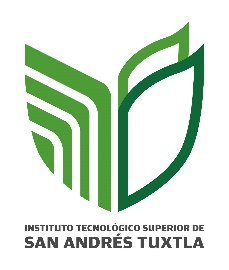 INSTITUTO TECNOLÓGICO SUPERIOR DE
SAN ANDRÉS TUXTLA